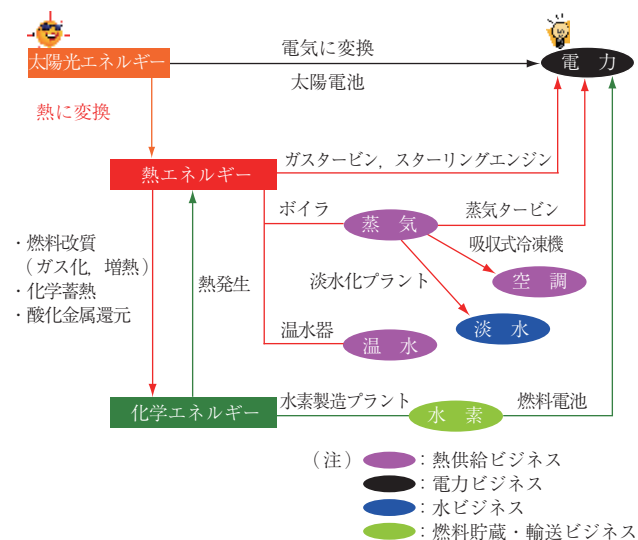 電気に変換
太陽光エネルギー
電　力
太陽電池
熱に変換
ガスタービン，スターリングエンジン
熱エネルギー
ボイラ
蒸　気
蒸気タービン
・燃料改質
（ガス化，増熱）
・化学蓄熱
・酸化金属還元
熱発生
吸収式冷凍機
淡水化プラント
空　調
温水器
淡　水
温　水
化学エネルギー
水素製造プラント
水　素
燃料電池
（注）
：熱供給ビジネス
：電力ビジネス
：水ビジネス
：燃料貯蔵・輸送ビジネス